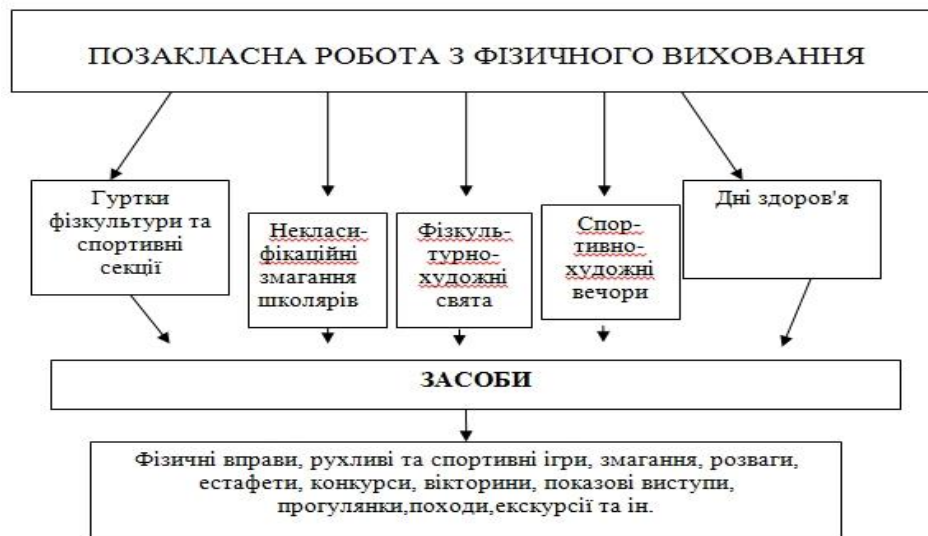 ПОЗАКЛАСНА РОБОТА З ФІЗИЧНОГО ВИХОВАННЯ
Гуртки
фізкультури та
спортивні
секції
Некласи-
фікаційні
змагання
школярів
Фізкуль-
турно-
художні
свята
Спор-
тивно-
художні
вечори
Дні здоров'я
ЗАСОБИ
Фізичні вправи, рухливі та спортивні ігри, змагання, розваги,
естафети, конкурси, вікторини, показові виступи,
прогулянки,походи,екскурсії та ін.